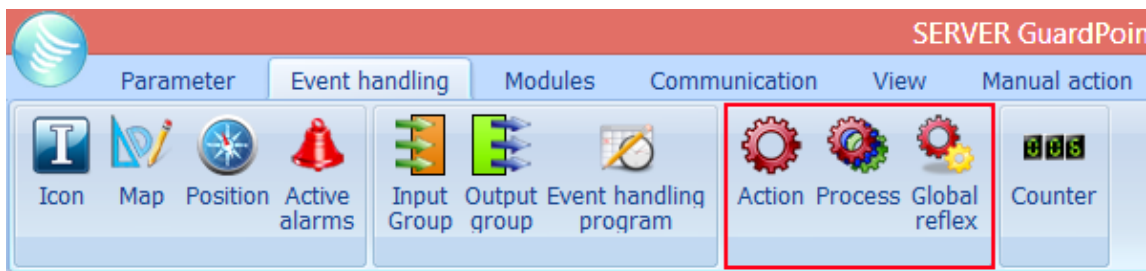 SERVER GuardPoin
Parameter Event handling Modules Communication View Manual action
I
Icon Map Position Active alarms Input Group Output group Event handling program Action Process Global reflex Counter